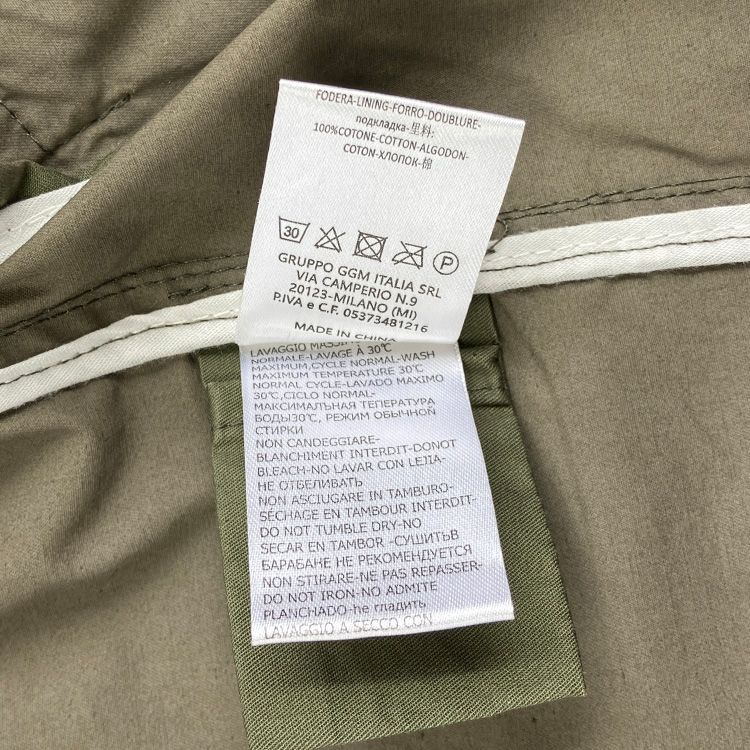 FODERA-LINING-FORRO-DOUBLURE-
подкладка-里料:
100%COTONE-COTTON-ALGODON-
COTON-ХЛОПОК-棉
30
P
GRUPPO GGM ITALIA SRL
VIA CAMPERIO N.9
20123-MILANO (MI)
P.IVA e C.F. 05373481216
MADE IN CHINA
LAVAGGIO MASSIM
NORMALE-LAVAGE À 30℃
MAXIMUM,CYCLE NORMAL-WASH
MAXIMUM TEMPERATURE 30℃
NORMAL CYCLE-LAVADO MAXIMO
30℃,CICLO NORMAL-
МАКСИМАЛЬНАЯ ТЕПЕРАТУРА
ВОДЫ30℃, РЕЖИМ ОБЫЧНОЙ
СТИРКИ
NON CANDEGGIARE-
BLANCHIMENT INTERDIT-DONOT
BLEACH-NO LAVAR CON LEJIA-
НЕ ОТБЕЛИВАТЬ
NON ASCIUGARE IN TAMBURO-
SÉCHAGE EN TAMBOUR INTERDIT-
DO NOT TUMBLE DRY-NO
SECAR EN TAMBOR -СУШИТЬВ
БАРАБАНЕ НЕ РЕКОМЕНДУЕТСЯ
NON STIRARE-NE PAS REPASSER-
DO NOT IRON-NO ADMITE
PLANCHADO-he гладить
LAVAGGIO A SECCO CON